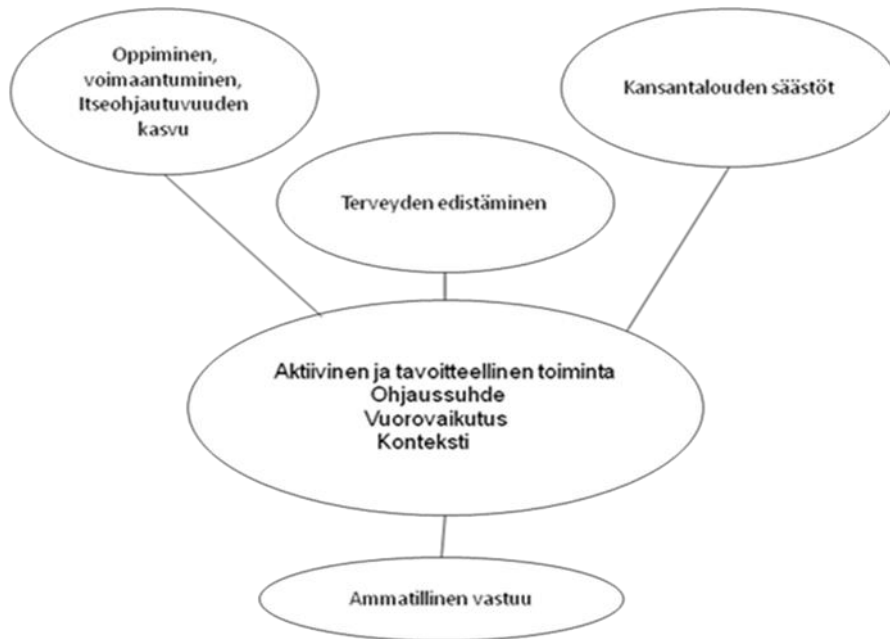 Oppiminen,
voimaantuminen,
Itseohjautuvuuden
kasvu
Kansantalouden säästöt
Terveyden edistäminen
Aktiivinen ja tavoitteellinen toiminta
Ohjaussuhde
Vuorovaikutus
Konteksti
Ammatillinen vastuu